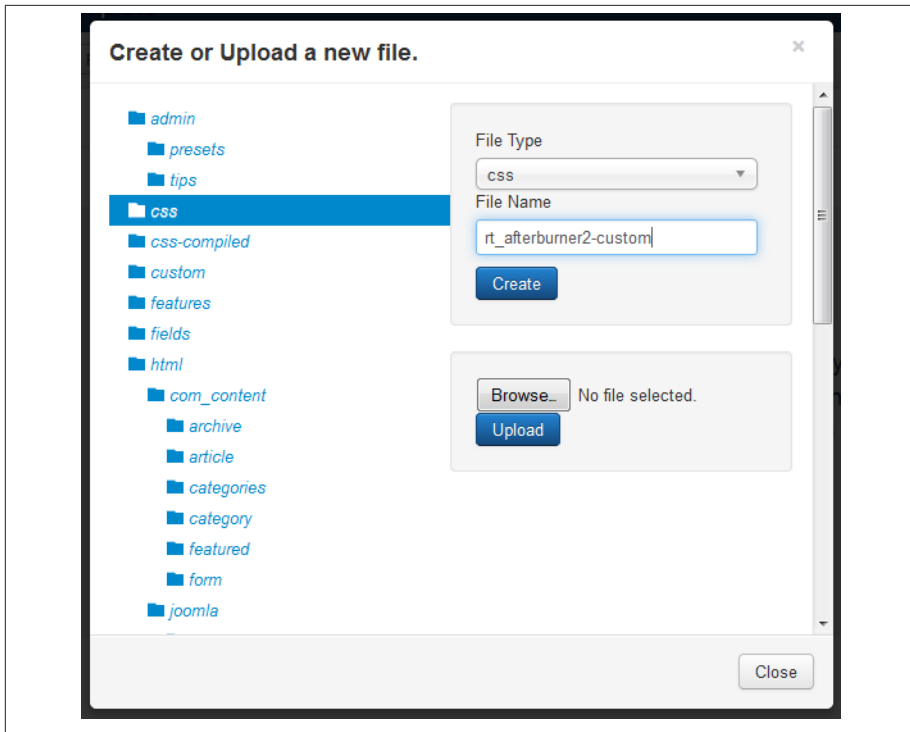 Create or Upload a new file.
×
admin
presets
tips
css
css-compiled
custom
features
fields
html
com_content
archive
article
categories
category
featured
form
joomla
File Type
css
File Name
rt_afterburner2-custom
Create
Browse_ No file selected.
Upload
Close